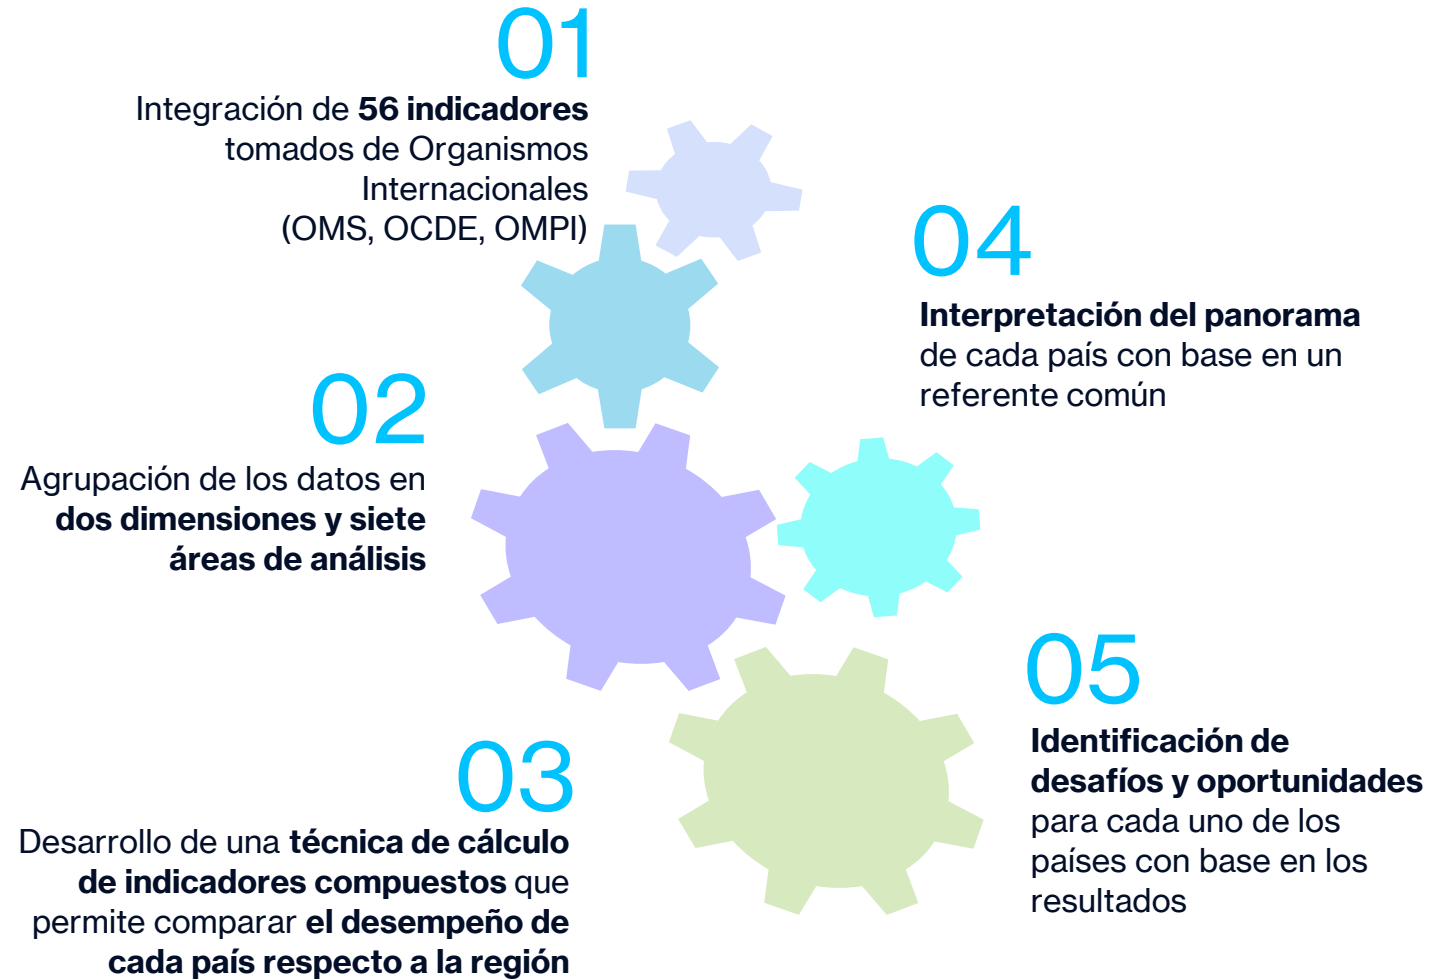 01
Integración de 56 indicadores
tomados de Organismos
Internacionales
(OMS, OCDE, OMPI)
02
Agrupación de los datos en
dos dimensiones y siete
áreas de análisis
03
Desarrollo de una técnica de cálculo
de indicadores compuestos que
permite comparar el desempeño de
cada país respecto a la región
04
Interpretación del panorama
de cada país con base en un
referente común
05
Identificación de
desafíos y oportunidades
para cada uno de los
países con base en los
resultados